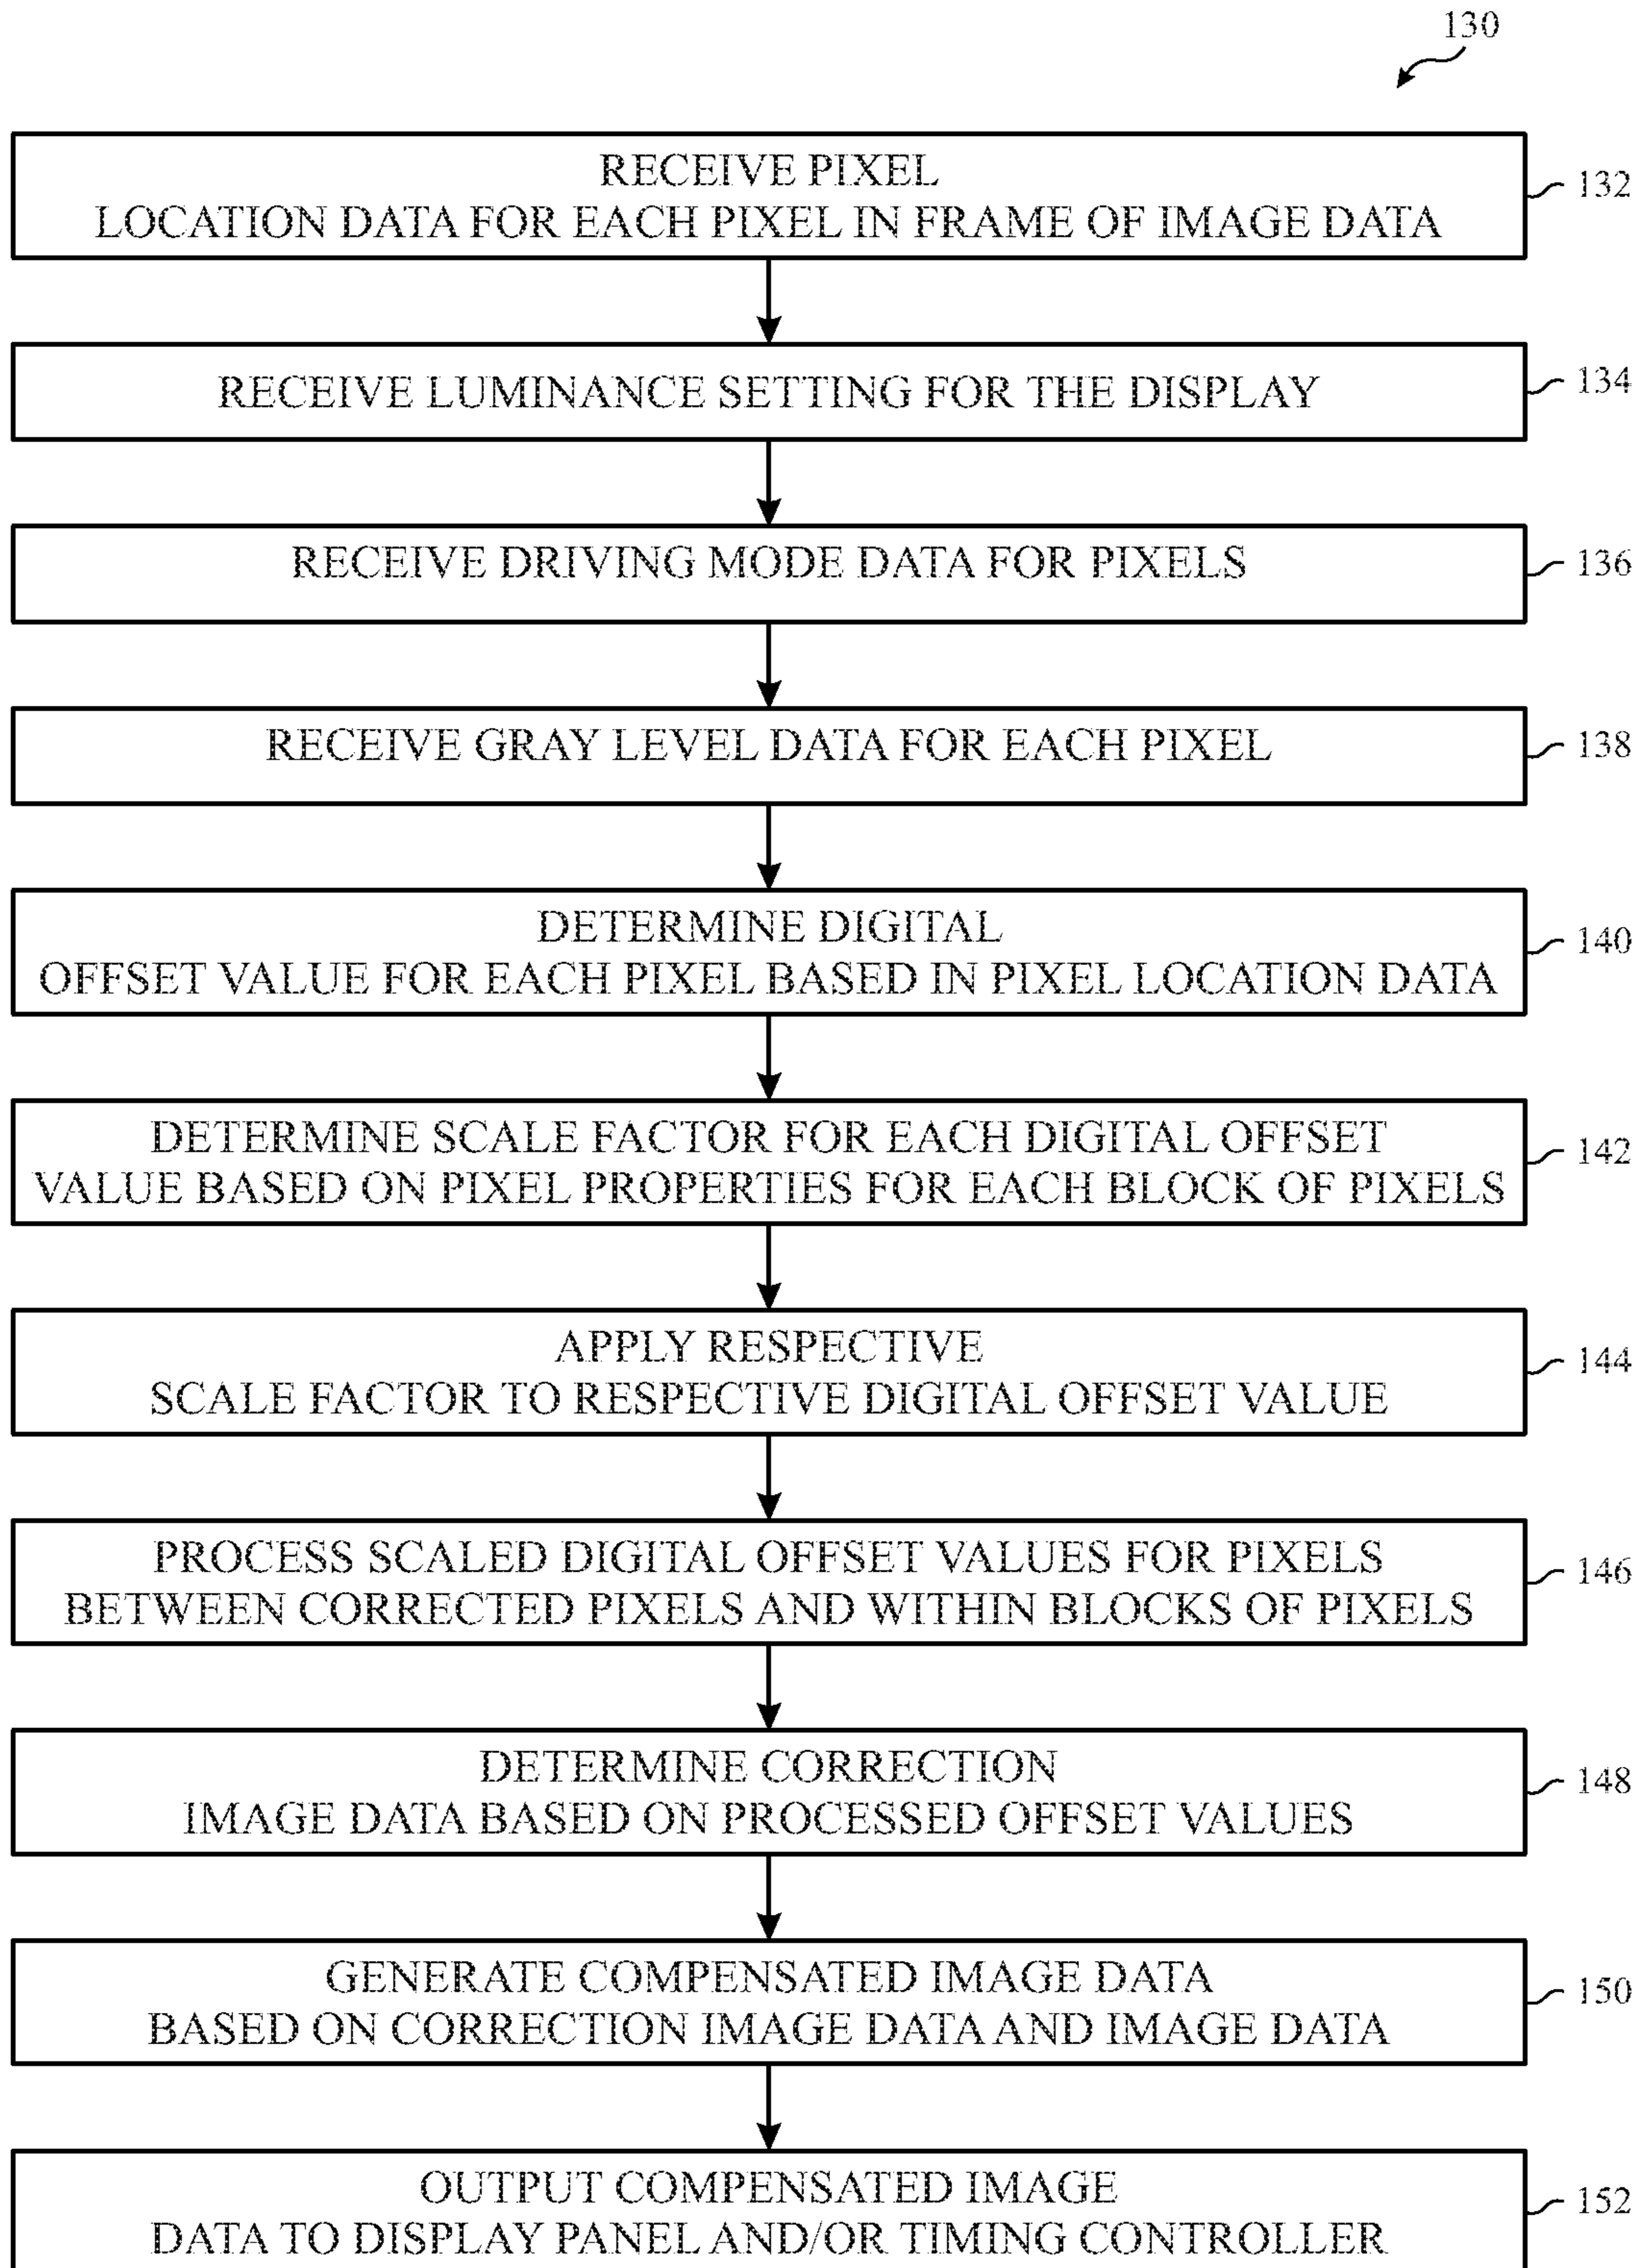 130
RECEIVE PIXEL
LOCATION DATA FOR EACH PIXEL IN FRAME OF IMAGE DATA
132
RECEIVE LUMINANCE SETTING FOR THE DISPLAY
134
RECEIVE DRIVING MODE DATA FOR PIXELS
136
RECEIVE GRAY LEVEL DATA FOR EACH PIXEL
138
DETERMINE DIGITAL
OFFSET VALUE FOR EACH PIXEL BASED IN PIXEL LOCATION DATA
140
DETERMINE SCALE FACTOR FOR EACH DIGITAL OFFSET
VALUE BASED ON PIXEL PROPERTIES FOR EACH BLOCK OF PIXELS
142
APPLY RESPECTIVE
SCALE FACTOR TO RESPECTIVE DIGITAL OFFSET VALUE
144
PROCESS SCALED DIGITAL OFFSET VALUES FOR PIXELS
BETWEEN CORRECTED PIXELS AND WITHIN BLOCKS OF PIXELS
146
DETERMINE CORRECTION
IMAGE DATA BASED ON PROCESSED OFFSET VALUES
148
GENERATE COMPENSATED IMAGE DATA
BASED ON CORRECTION IMAGE DATA AND IMAGE DATA
150
OUTPUT COMPENSATED IMAGE
DATA TO DISPLAY PANEL AND/OR TIMING CONTROLLER
152